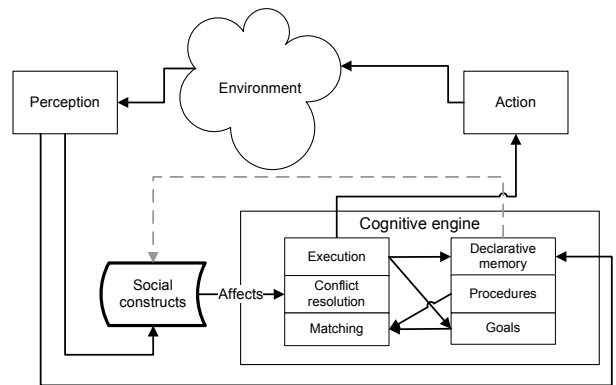 Environment
Perception
Action
Cognitive engine
Execution
Conflict
resolution
Matching
Declarative
memory
Procedures
Goals
Social
constructs
Affects